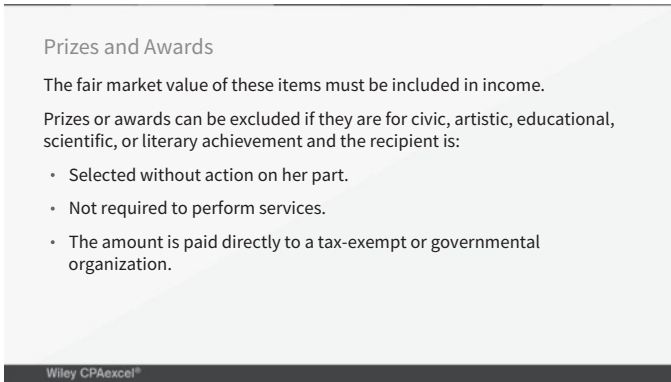 Prizes and Awards
The fair market value of these items must be included in income.
Prizes or awards can be excluded if they are for civic, artistic, educational,
scientific, or literary achievement and the recipient is:
• Selected without action on her part.
• Not required to perform services.
• The amount is paid directly to a tax-exempt or governmental
organization.
Wiley CPAexcel®